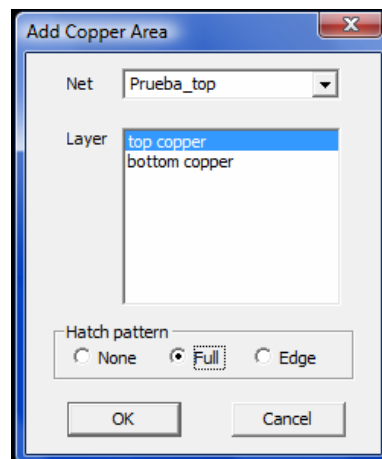 Add Copper Area
Net Prueba_top
Layer top copper
bottom copper
Hatch pattern
None Full Edge
OK Cancel